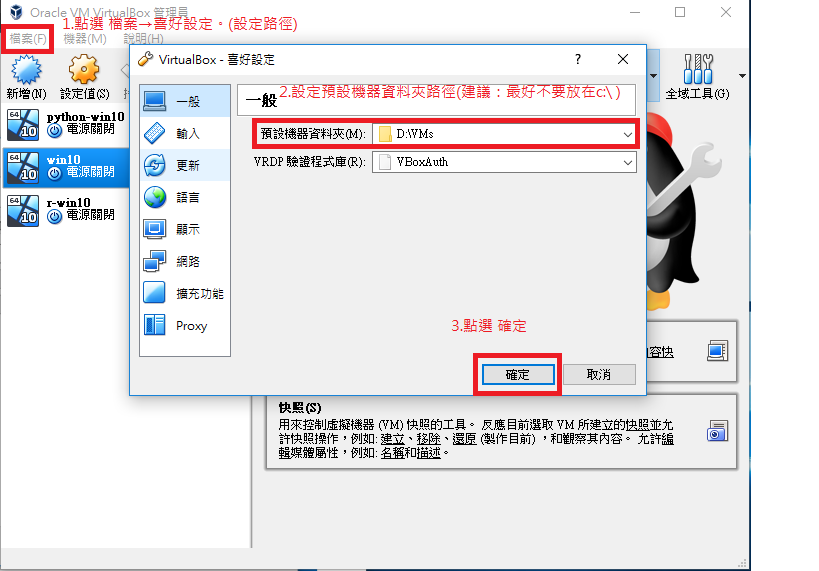 Oracle VM VirtualBox 管理員
1.點選 檔案→喜好設定。(設定路徑)
檔案(F) 機器(M) 說明(H)
新增(N) 設定值(S)
全域工具(G)
python-win10
電源關閉
win10
電源關閉
r-win10
電源關閉
VirtualBox - 喜好設定
一般
輸入
更新
語言
顯示
網路
擴充功能
Proxy
一般
2.設定預設機器資料夾路徑(建議：最好不要放在c:\ )
預設機器資料夾(M): D:\VMs
VRDP 驗證程式庫(R): VBoxAuth
3.點選 確定
確定 取消
內容快
快照(S)
用來控制虛擬機器 (VM) 快照的工具。 反應目前選取 VM 所建立的快照並允
許快照操作，例如: 建立、移除、還原 (製作目前) ，和觀察其內容。 允許編
輯媒體屬性，例如: 名稱和描述。